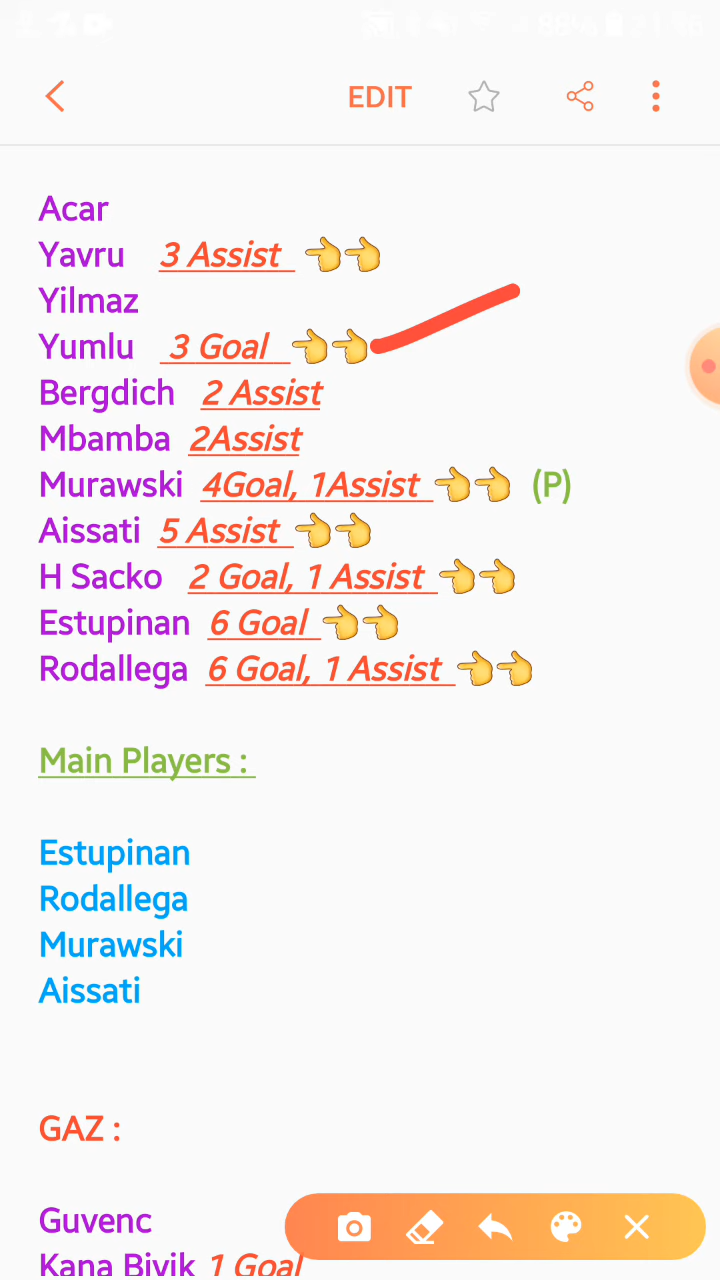 EDIT
Acar
Yavru 3 Assist 👈👈
Yilmaz
Yumlu 3 Goal 👈👈
Bergdich 2 Assist
Mbamba 2Assist
Murawski 4Goal, 1Assist 👈👈 (P)
Aissati 5 Assist 👈👈
H Sacko 2 Goal, 1 Assist 👈👈
Estupinan 6 Goal 👈👈
Rodallega 6 Goal, 1 Assist 👈👈
Main Players :
Estupinan
Rodallega
Murawski
Aissati
GAZ :
Guvenc
Kana Biyik 1 Goal